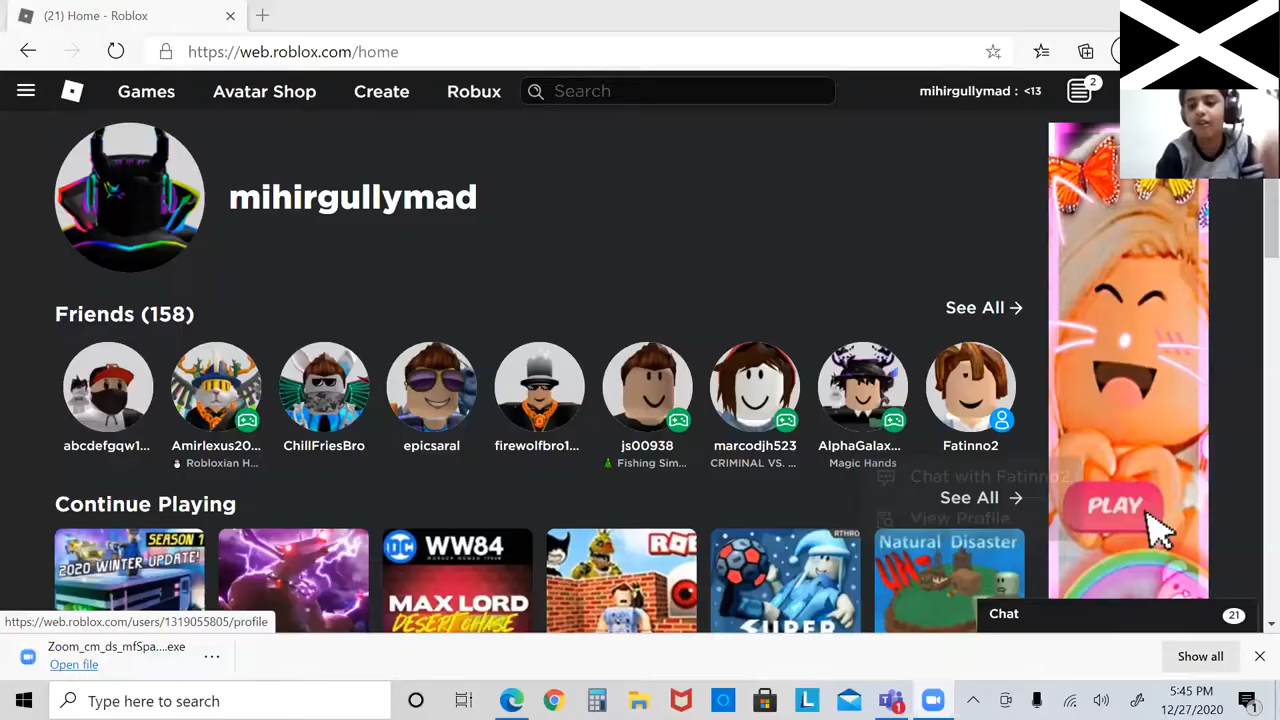 (21) Home - Roblox
https://web.roblox.com/home
Games Avatar Shop Create Robux Search mihirgullymad : <13 2
mihirgullymad
Friends (158) See All
abcdefgqw1... Amirlexus20... ChillFriesBro epicsaral firewolfbro1... js00938 marcodjh523 AlphaGalax... Fatinno2
Robloxian H... Fishing Sim... CRIMINAL VS. ... Magic Hands
Chat with Fatinno2
Continue Playing See All
View Profile
PLAY
SEASON 1
2020 WINTER UPDATE!
DC WW84
MAX LORD
DESERT CHASE
RTHRO
SUPER
Natural Disaster
Chat 21
https://web.roblox.com/users/1319055805/profile
Zoom_cm_ds_mfSpa....exe
Open file
Show all
Type here to search
5:45 PM
12/27/2020